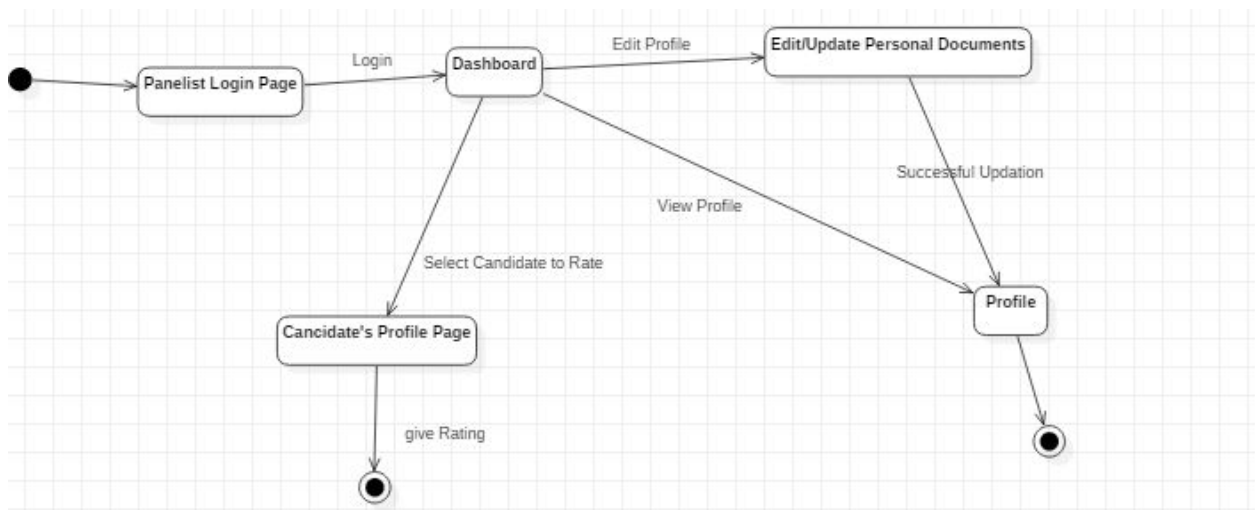 Edit Profile
Edit/Update Personal Documents
Login
Dashboard
Panelist Login Page
Successful Updation
View Profile
Select Candidate to Rate
Profile
Cancidate's Profile Page
give Rating